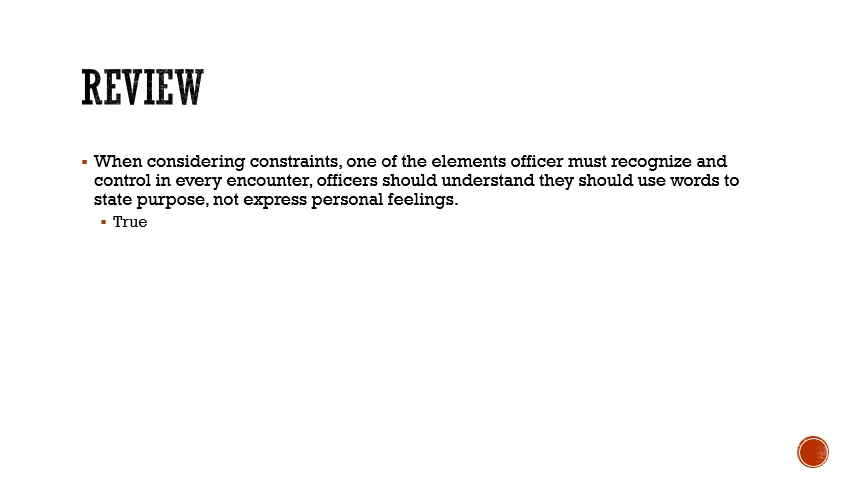 REVIEW
When considering constraints, one of the elements officer must recognize and
control in every encounter, officers should understand they should use words to
state purpose, not express personal feelings.
True